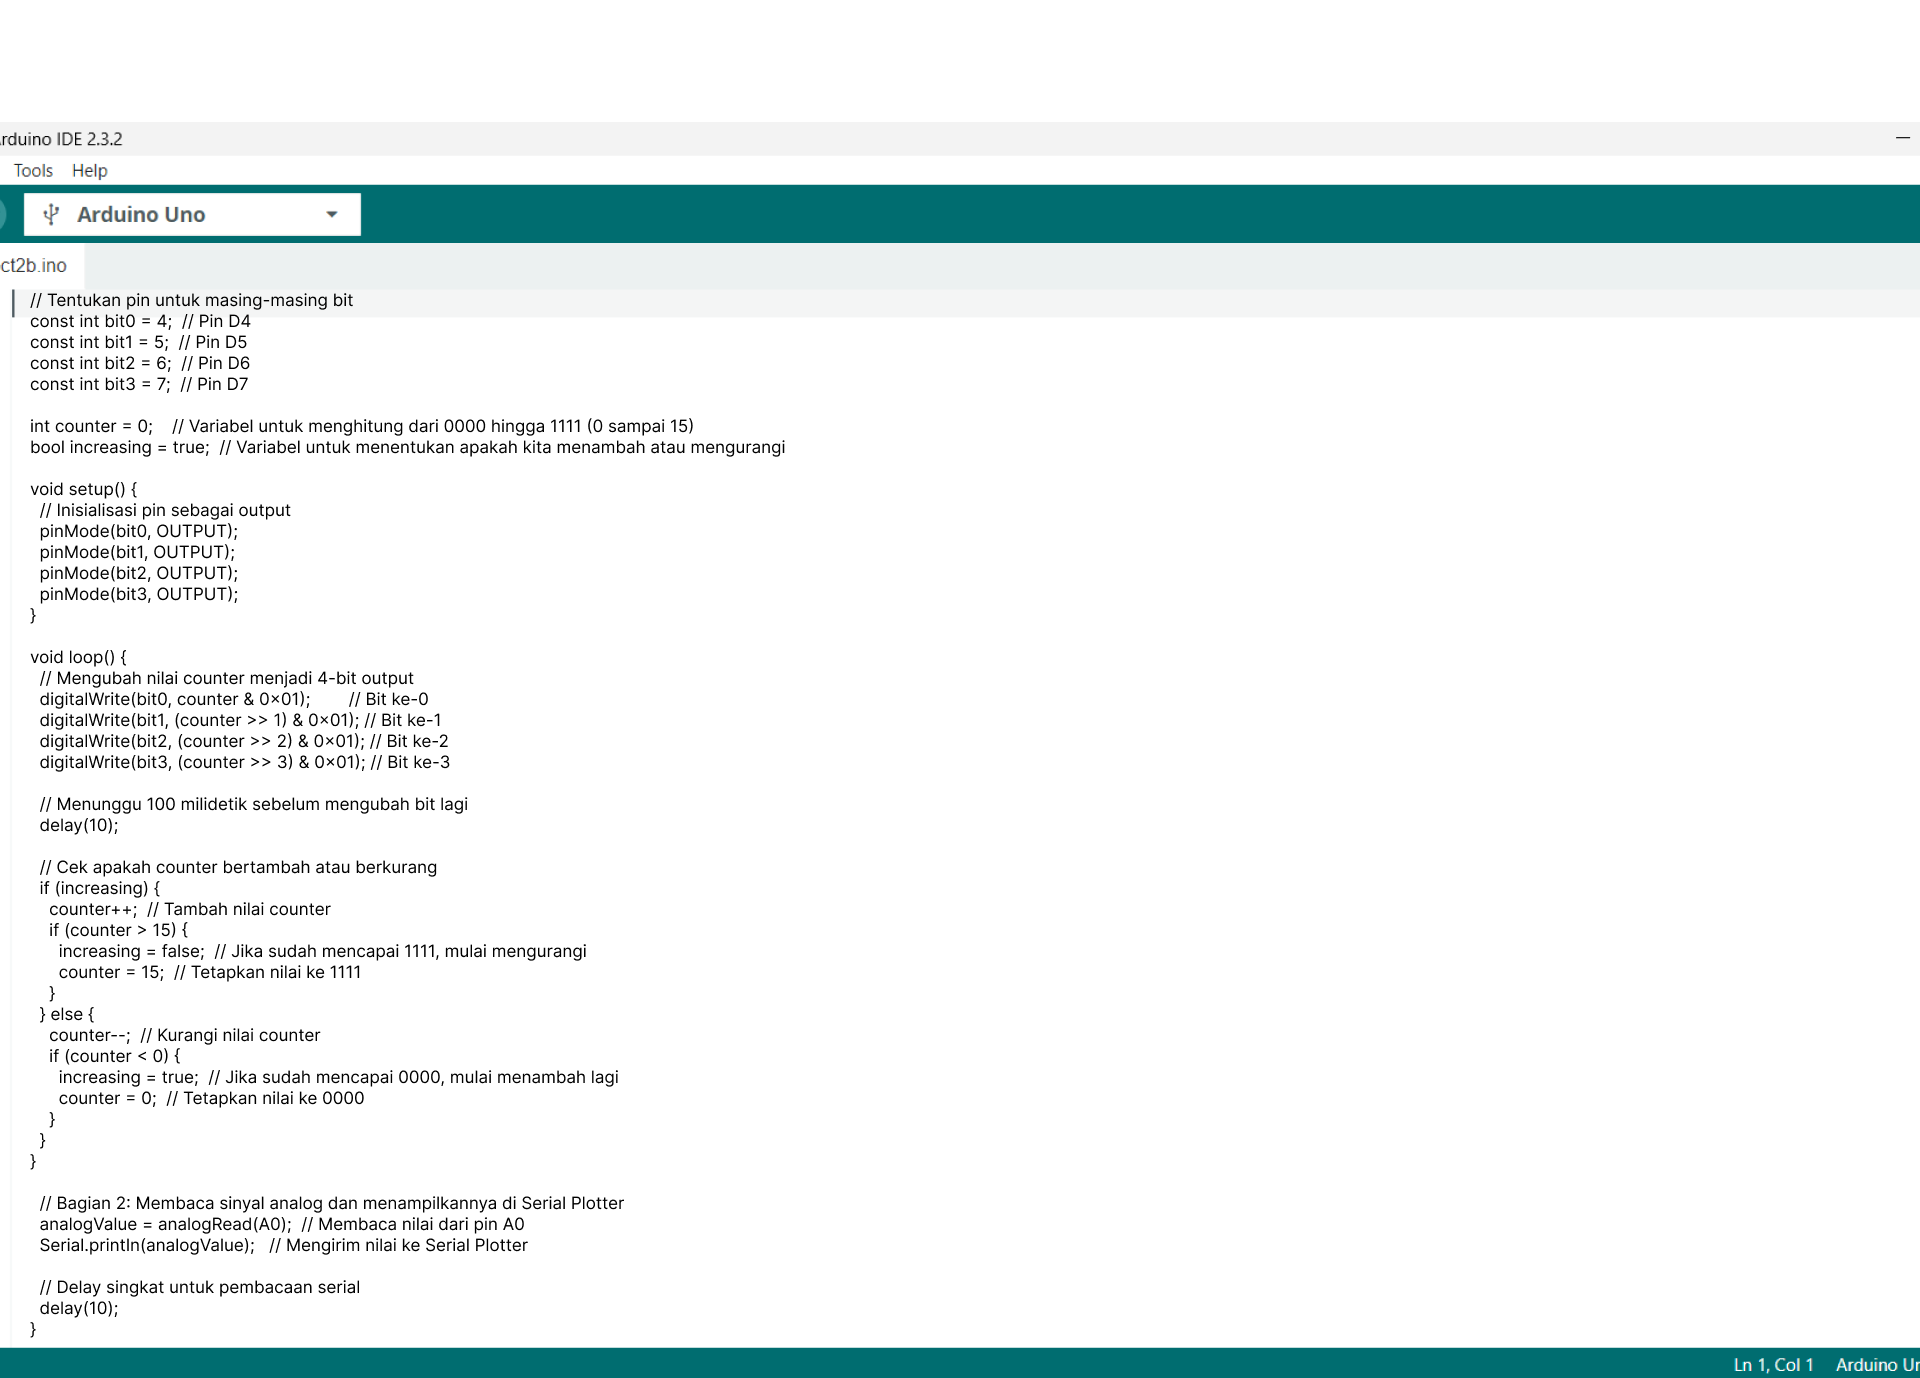 rduino IDE 2.3.2
Tools Help
Arduino Uno
ct2b.ino
// Tentukan pin untuk masing-masing bit
const int bit0 = 4;  // Pin D4
const int bit1 = 5;  // Pin D5
const int bit2 = 6;  // Pin D6
const int bit3 = 7;  // Pin D7
int counter = 0;    // Variabel untuk menghitung dari 0000 hingga 1111 (0 sampai 15)
bool increasing = true;  // Variabel untuk menentukan apakah kita menambah atau mengurangi
void setup() {
  // Inisialisasi pin sebagai output
  pinMode(bit0, OUTPUT);
  pinMode(bit1, OUTPUT);
  pinMode(bit2, OUTPUT);
  pinMode(bit3, OUTPUT);
}
void loop() {
  // Mengubah nilai counter menjadi 4-bit output
  digitalWrite(bit0, counter & 0×01);        // Bit ke-0
  digitalWrite(bit1, (counter >> 1) & 0×01); // Bit ke-1
  digitalWrite(bit2, (counter >> 2) & 0×01); // Bit ke-2
  digitalWrite(bit3, (counter >> 3) & 0×01); // Bit ke-3
  // Menunggu 100 milidetik sebelum mengubah bit lagi
  delay(10);
  // Cek apakah counter bertambah atau berkurang
  if (increasing) {
    counter++;  // Tambah nilai counter
    if (counter > 15) {
      increasing = false;  // Jika sudah mencapai 1111, mulai mengurangi
      counter = 15;  // Tetapkan nilai ke 1111
    }
  } else {
    counter--;  // Kurangi nilai counter
    if (counter < 0) {
      increasing = true;  // Jika sudah mencapai 0000, mulai menambah lagi
      counter = 0;  // Tetapkan nilai ke 0000
    }
  }
}
  // Bagian 2: Membaca sinyal analog dan menampilkannya di Serial Plotter
  analogValue = analogRead(A0);  // Membaca nilai dari pin A0
  Serial.println(analogValue);   // Mengirim nilai ke Serial Plotter
  // Delay singkat untuk pembacaan serial
  delay(10);
}
Ln 1, Col 1 Arduino Un